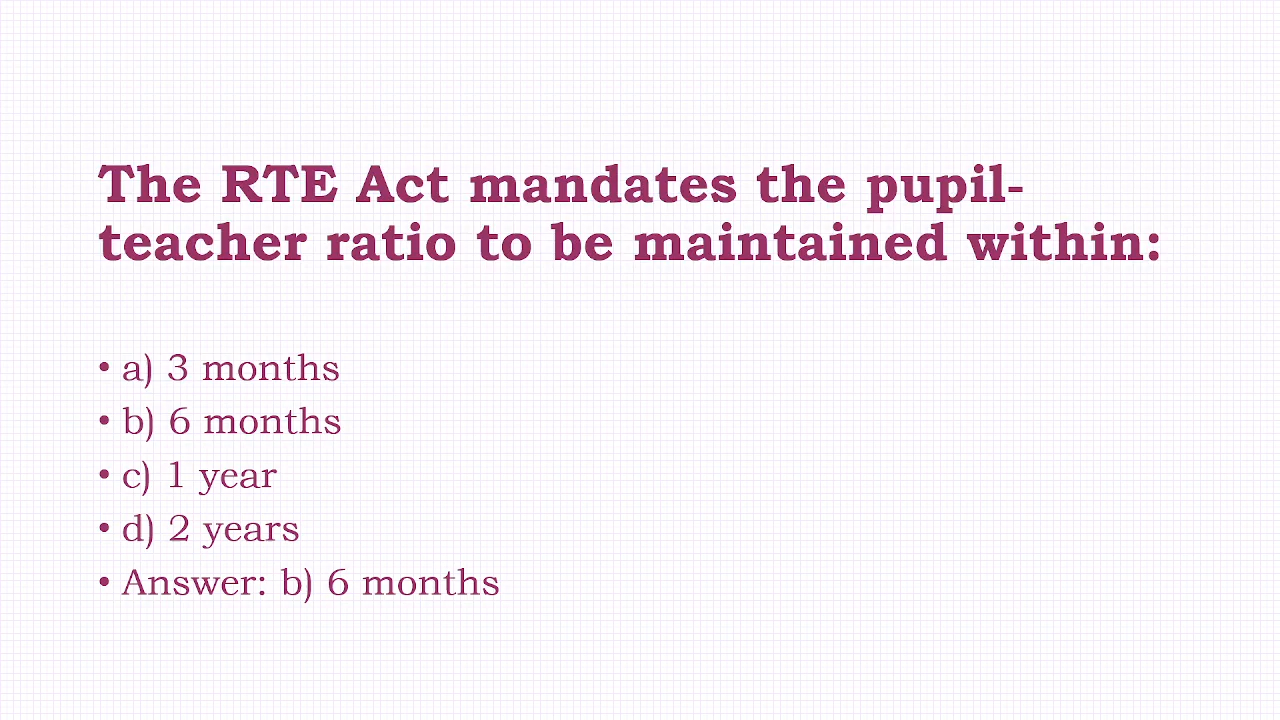 The RTE Act mandates the pupil-
teacher ratio to be maintained within:
• a) 3 months
• b) 6 months
• c) 1 year
• d) 2 years
• Answer: b) 6 months